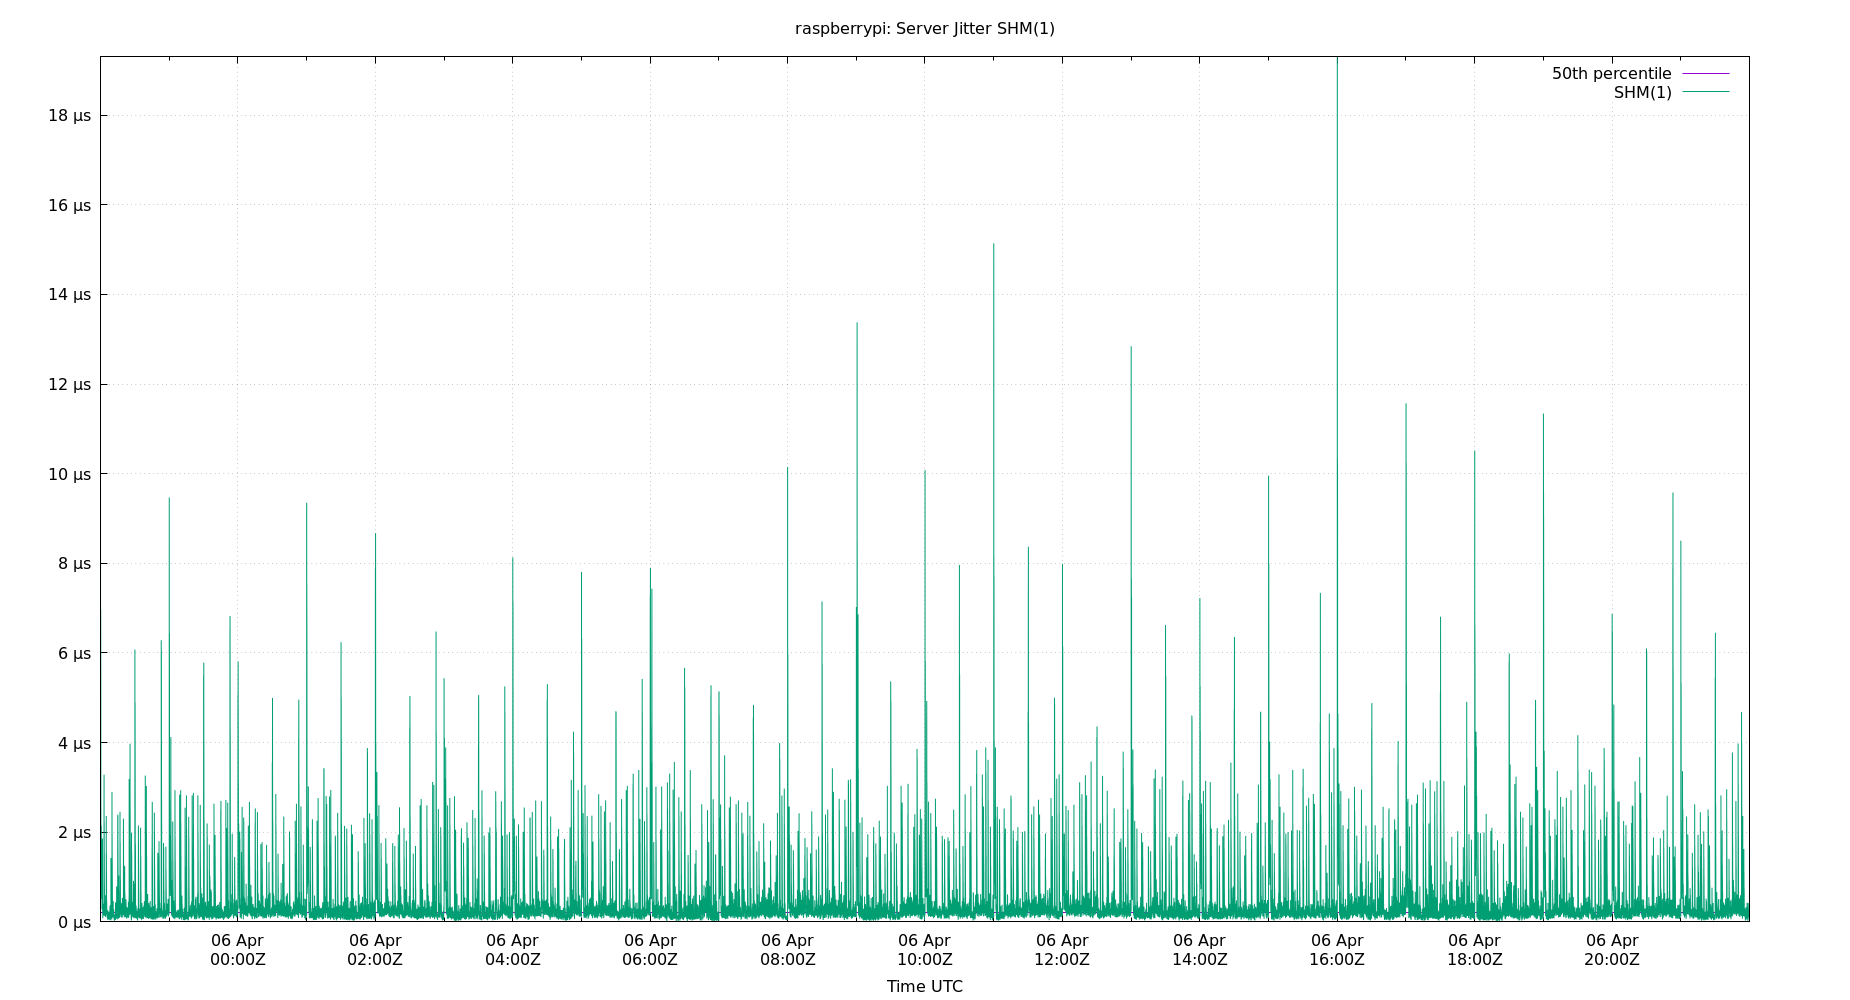 raspberrypi: Server Jitter SHM(1)
50th percentile
SHM(1)
18 µs
16 µs
14 µs
12 µs
10 µs
8 µs
6 µs
4 µs
2 µs
0 µs
06 Apr 06 Apr 06 Apr 06 Apr 06 Apr 06 Apr 06 Apr 06 Apr 06 Apr 06 Apr 06 Apr
00:00Z 02:00Z 04:00Z 06:00Z 08:00Z 10:00Z 12:00Z 14:00Z 16:00Z 18:00Z 20:00Z
Time UTC